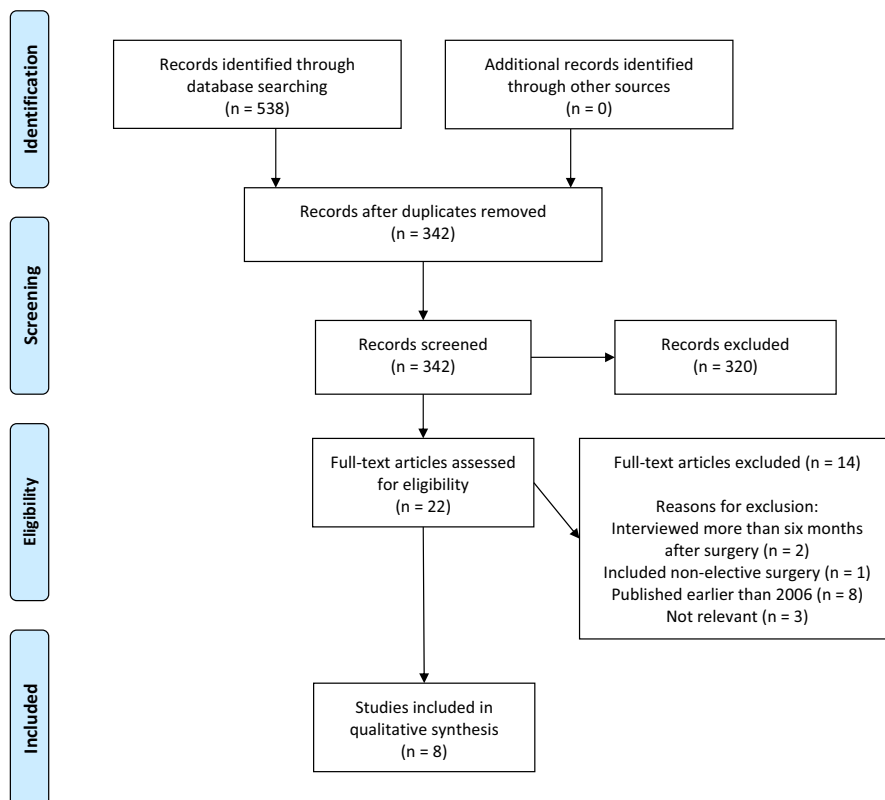 Identification
Records identified through
database searching
(n = 538)
Additional records identified
through other sources
(n = 0)
Records after duplicates removed
(n = 342)
Screening
Records screened
(n = 342)
Records excluded
(n = 320)
Eligibility
Full-text articles assessed
for eligibility
(n = 22)
Full-text articles excluded (n = 14)
Reasons for exclusion:
Interviewed more than six months
after surgery (n = 2)
Included non-elective surgery (n = 1)
Published earlier than 2006 (n = 8)
Not relevant (n = 3)
Included
Studies included in
qualitative synthesis
(n = 8)